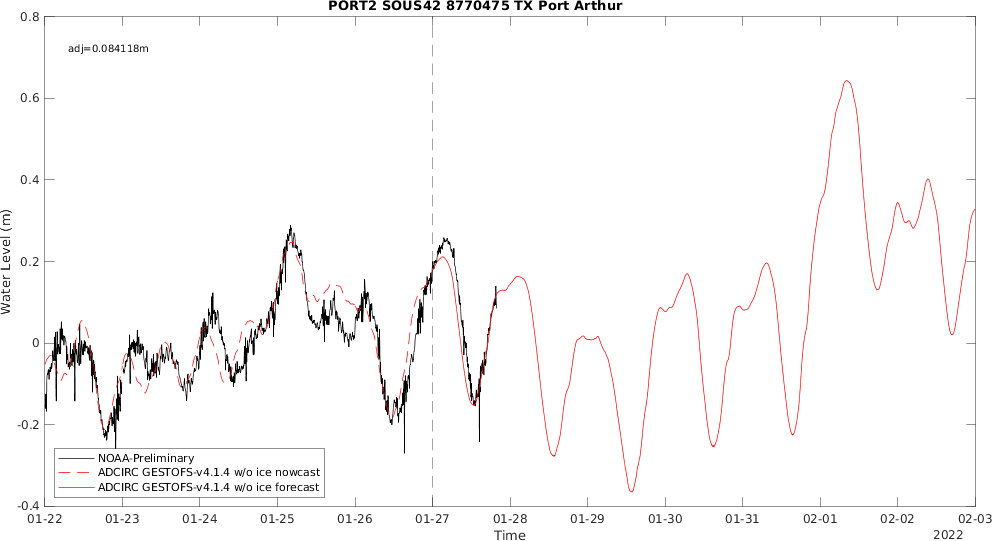 PORT2 SOUS42 8770475 TX Port Arthur
adj=0.084118m
0.8
0.6
0.4
0.2
0
-0.2
-0.4
Water Level (m)
NOAA-Preliminary
ADCIRC GESTOFS-v4.1.4 w/o ice nowcast
ADCIRC GESTOFS-v4.1.4 w/o ice forecast
01-22 01-23 01-24 01-25 01-26 01-27 01-28 01-29 01-30 01-31 02-01 02-02 02-03
Time
2022